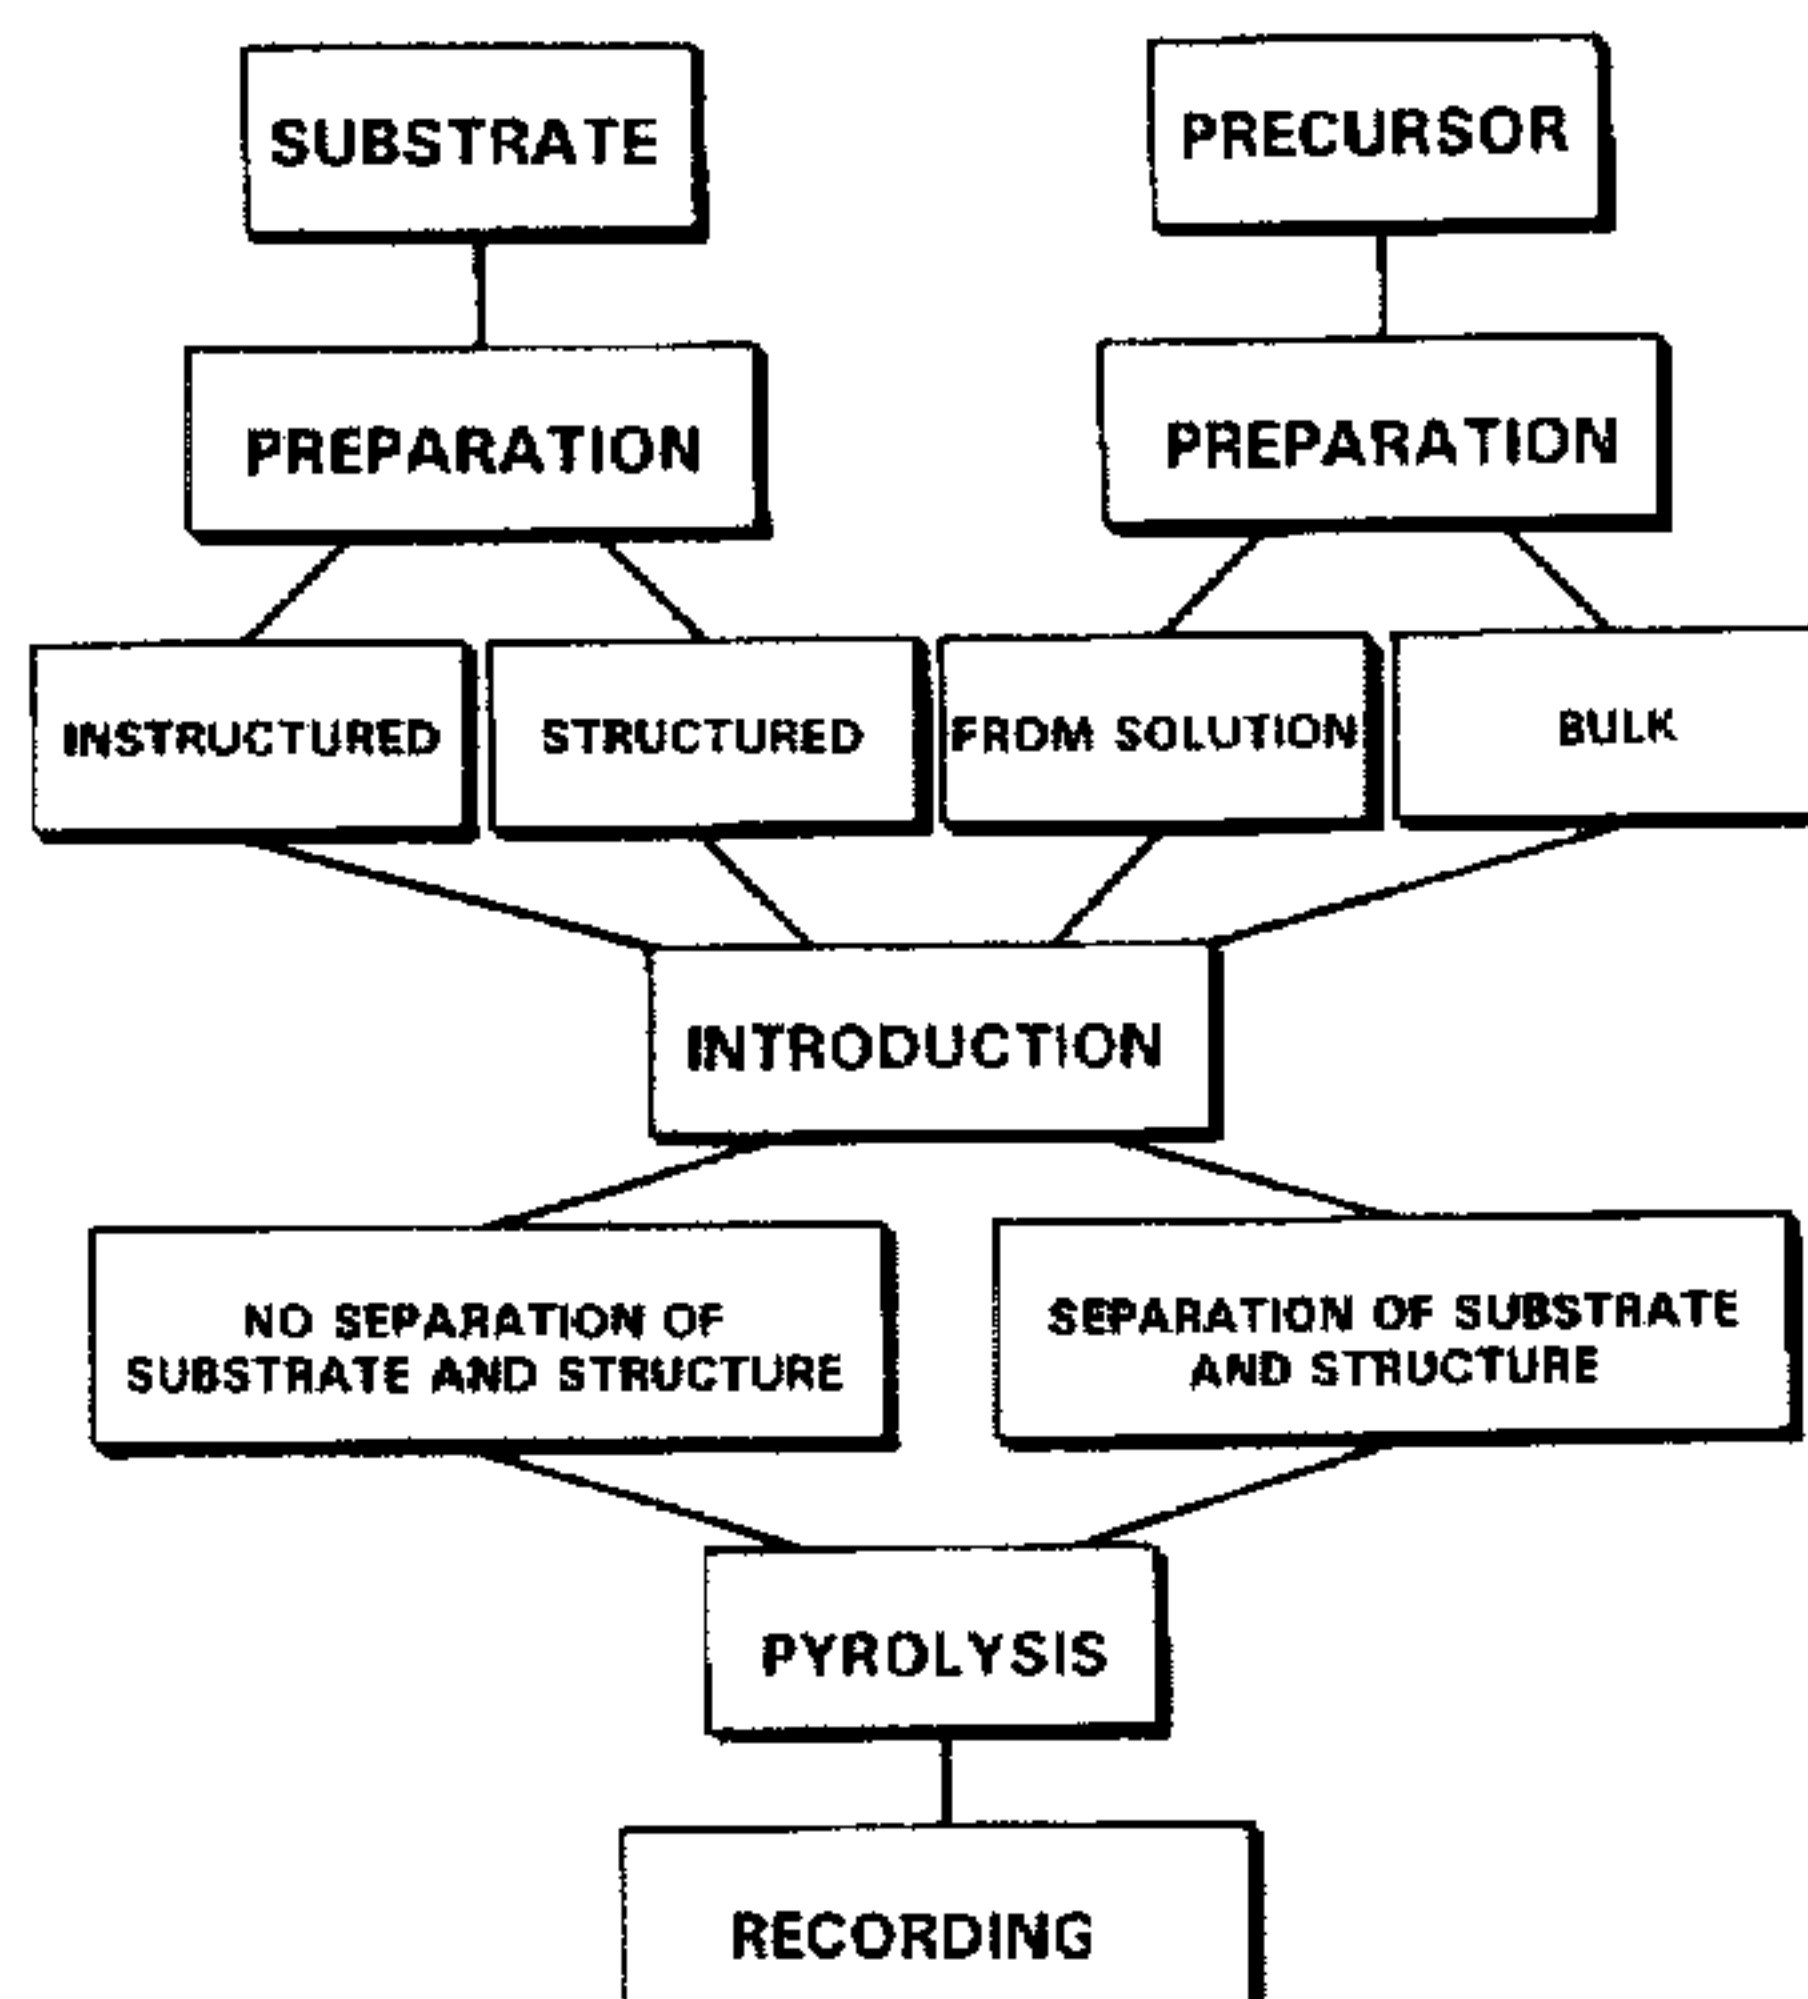 SUBSTRATE
PRECURSOR
PREPARATION
PREPARATION
INSTRUCTURED
STRUCTURED
FROM SOLUTION
BULK
INTRODUCTION
NO SEPARATION OF
SUBSTRATE AND STRUCTURE
SEPARATION OF SUBSTRATE
AND STRUCTURE
PYROLYSIS
RECORDING